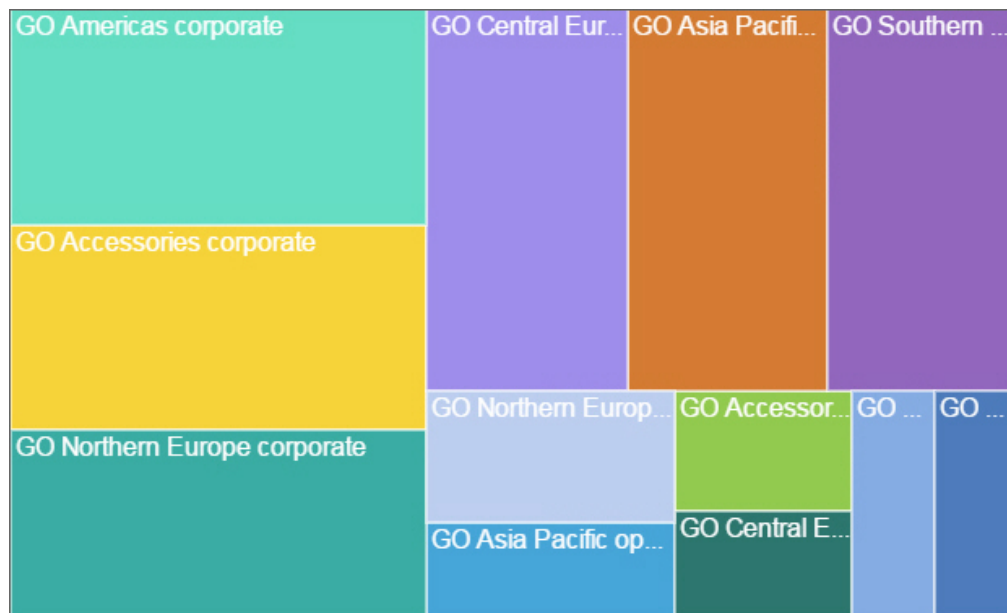 GO Americas corporate
GO Central Eur...
GO Asia Pacifi...
GO Southern ...
GO Accessories corporate
GO Northern Europ...
GO Accessor...
GO ...
GO ...
GO Northern Europe corporate
GO Central E...
GO Asia Pacific op...